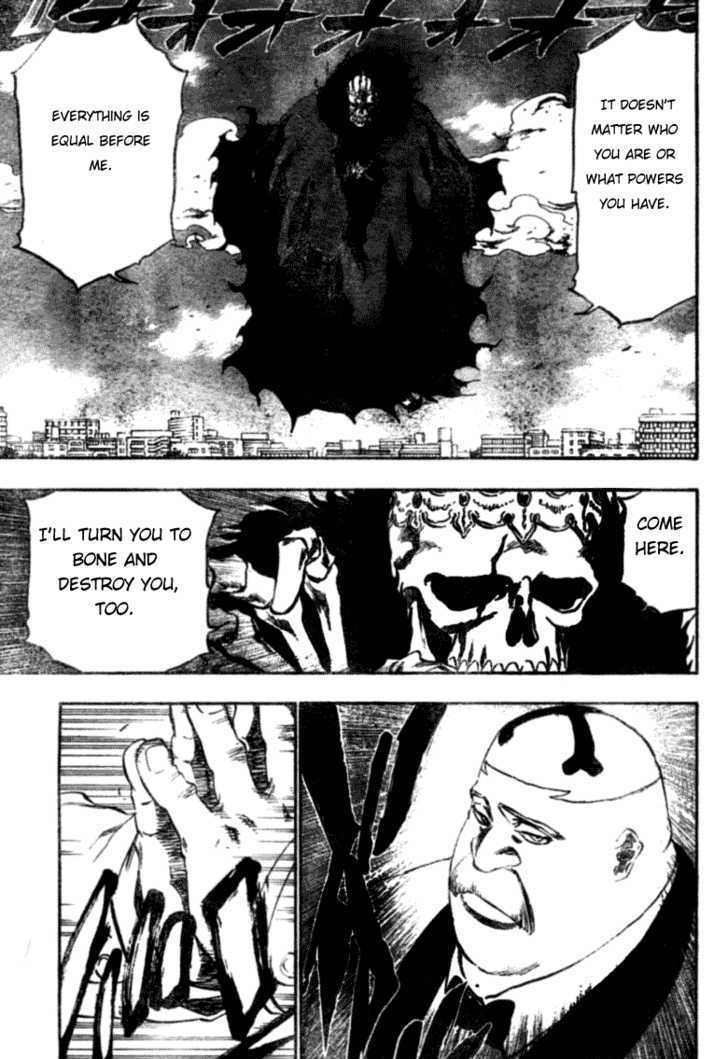 IT DOESN'T
MATTER WHO
YOU ARE OR
WHAT POWERS
YOU HAVE.
EVERYTHING IS
EQUAL BEFORE
ME.
COME
HERE.
I'LL TURN YOU TO
BONE AND
DESTROY YOU,
TOO.